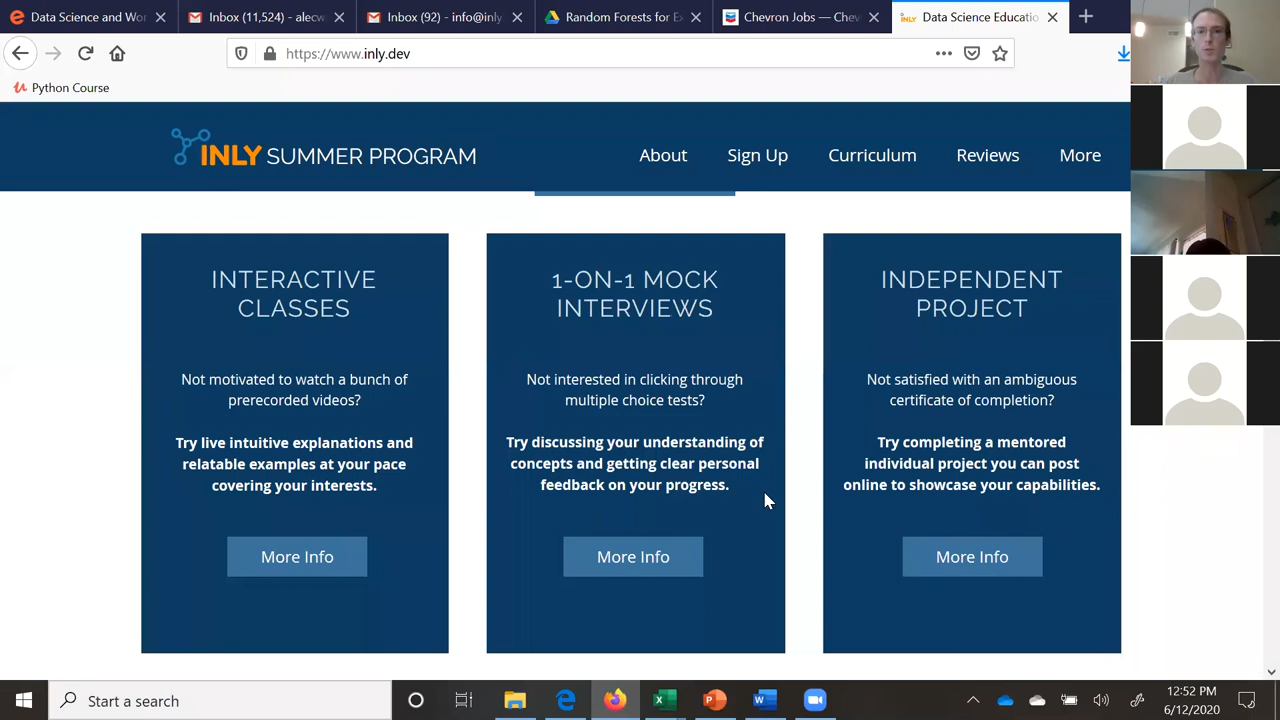 Data Science and Wor
Inbox (11,524) - alecw
Inbox (92) - info@inly
Random Forests for Ex
Chevron Jobs — Chev
Data Science Educatio
https://www.inly.dev
Python Course
INLY SUMMER PROGRAM
About
Sign Up
Curriculum
Reviews
More
INTERACTIVE
CLASSES
Not motivated to watch a bunch of
prerecorded videos?
Try live intuitive explanations and
relatable examples at your pace
covering your interests.
More Info
1-ON-1 MOCK
INTERVIEWS
Not interested in clicking through
multiple choice tests?
Try discussing your understanding of
concepts and getting clear personal
feedback on your progress.
More Info
INDEPENDENT
PROJECT
Not satisfied with an ambiguous
certificate of completion?
Try completing a mentored
individual project you can post
online to showcase your capabilities.
More Info
Start a search
12:52 PM
6/12/2020